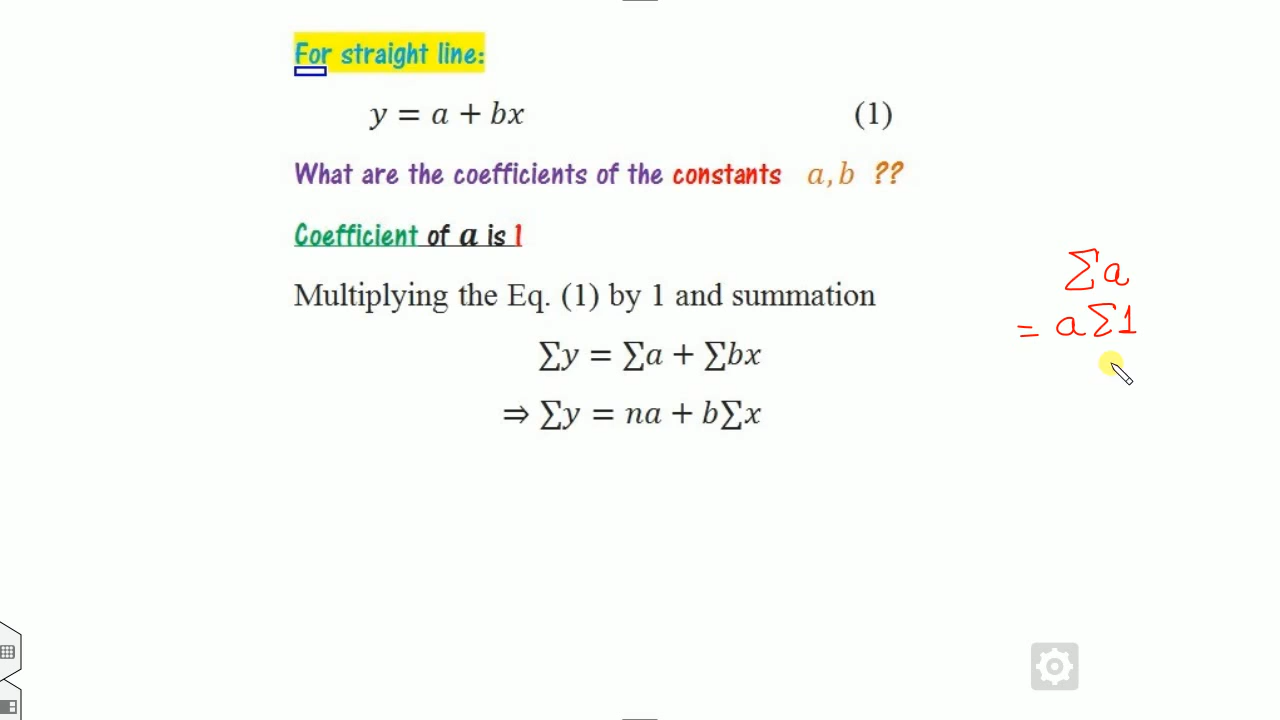 For straight line:
y = a + bx (1)
What are the coefficients of the constants a, b ??
Coefficient of a is 1
Multiplying the Eq. (1) by 1 and summation
∑y = ∑a + ∑bx
⇒ ∑y = na + b∑x
∑a
= a∑1